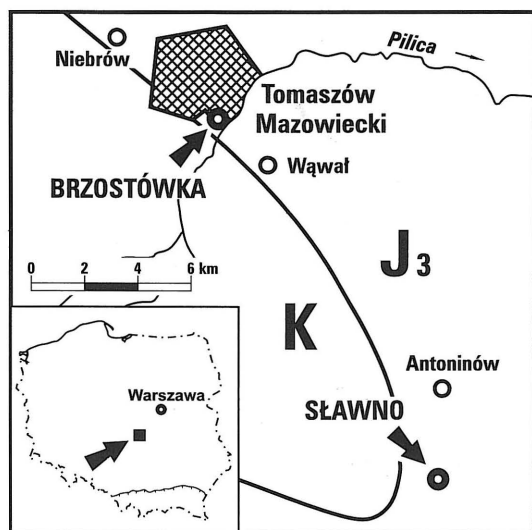 Niebrów
Pilica
Tomaszów
Mazowiecki
BRZOSTÓWKA
Wąwał
0 2 4 6 km
J3
K
Antoninów
SŁAWNO
Warszawa